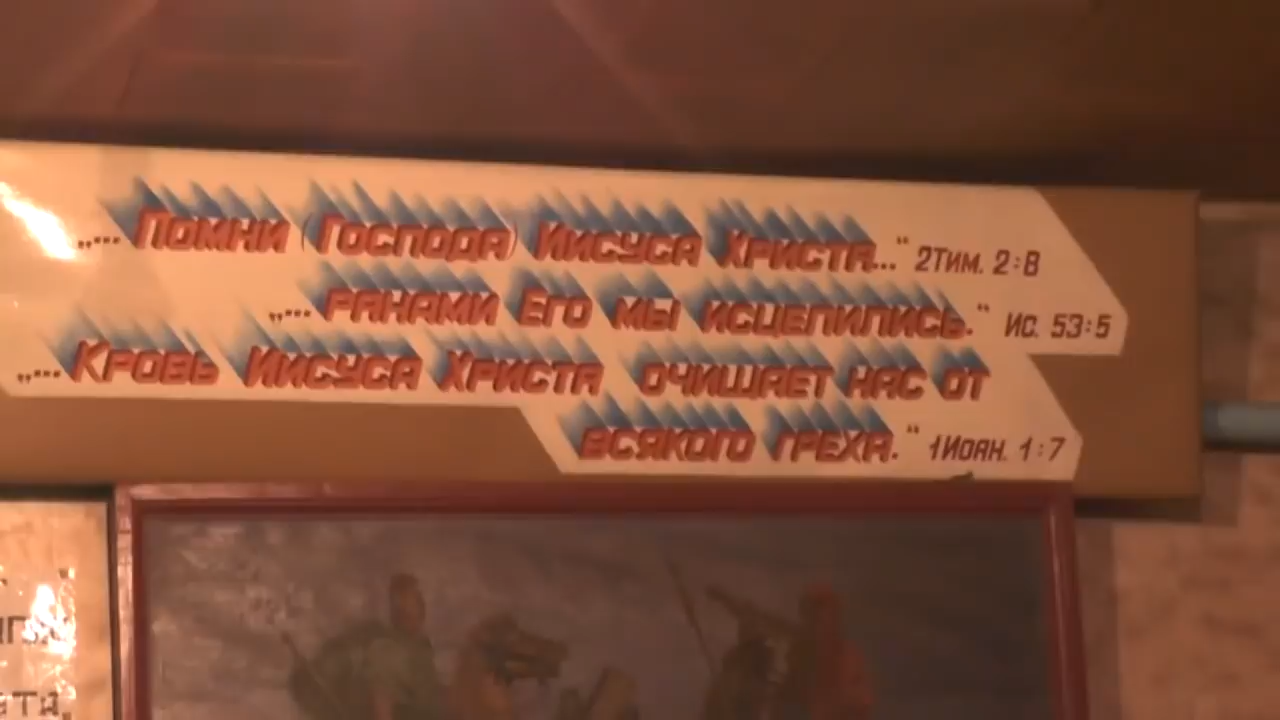 „... Помни (Господа) Иисуса Христа...“ 2Тим. 2:8
„... ранами Его мы исцелились.“ Ис. 53:5
„... Кровь Иисуса Христа очищает нас от
всякого греха.“ 1Иоан. 1:7